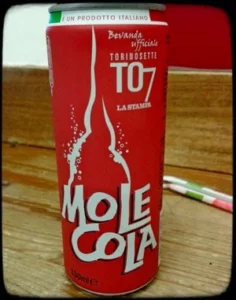 È UN PRODOTTO ITALIANO
Bevanda
ufficiale
TORINOSETTE
TO7
LA STAMPA
MOLE
COLA